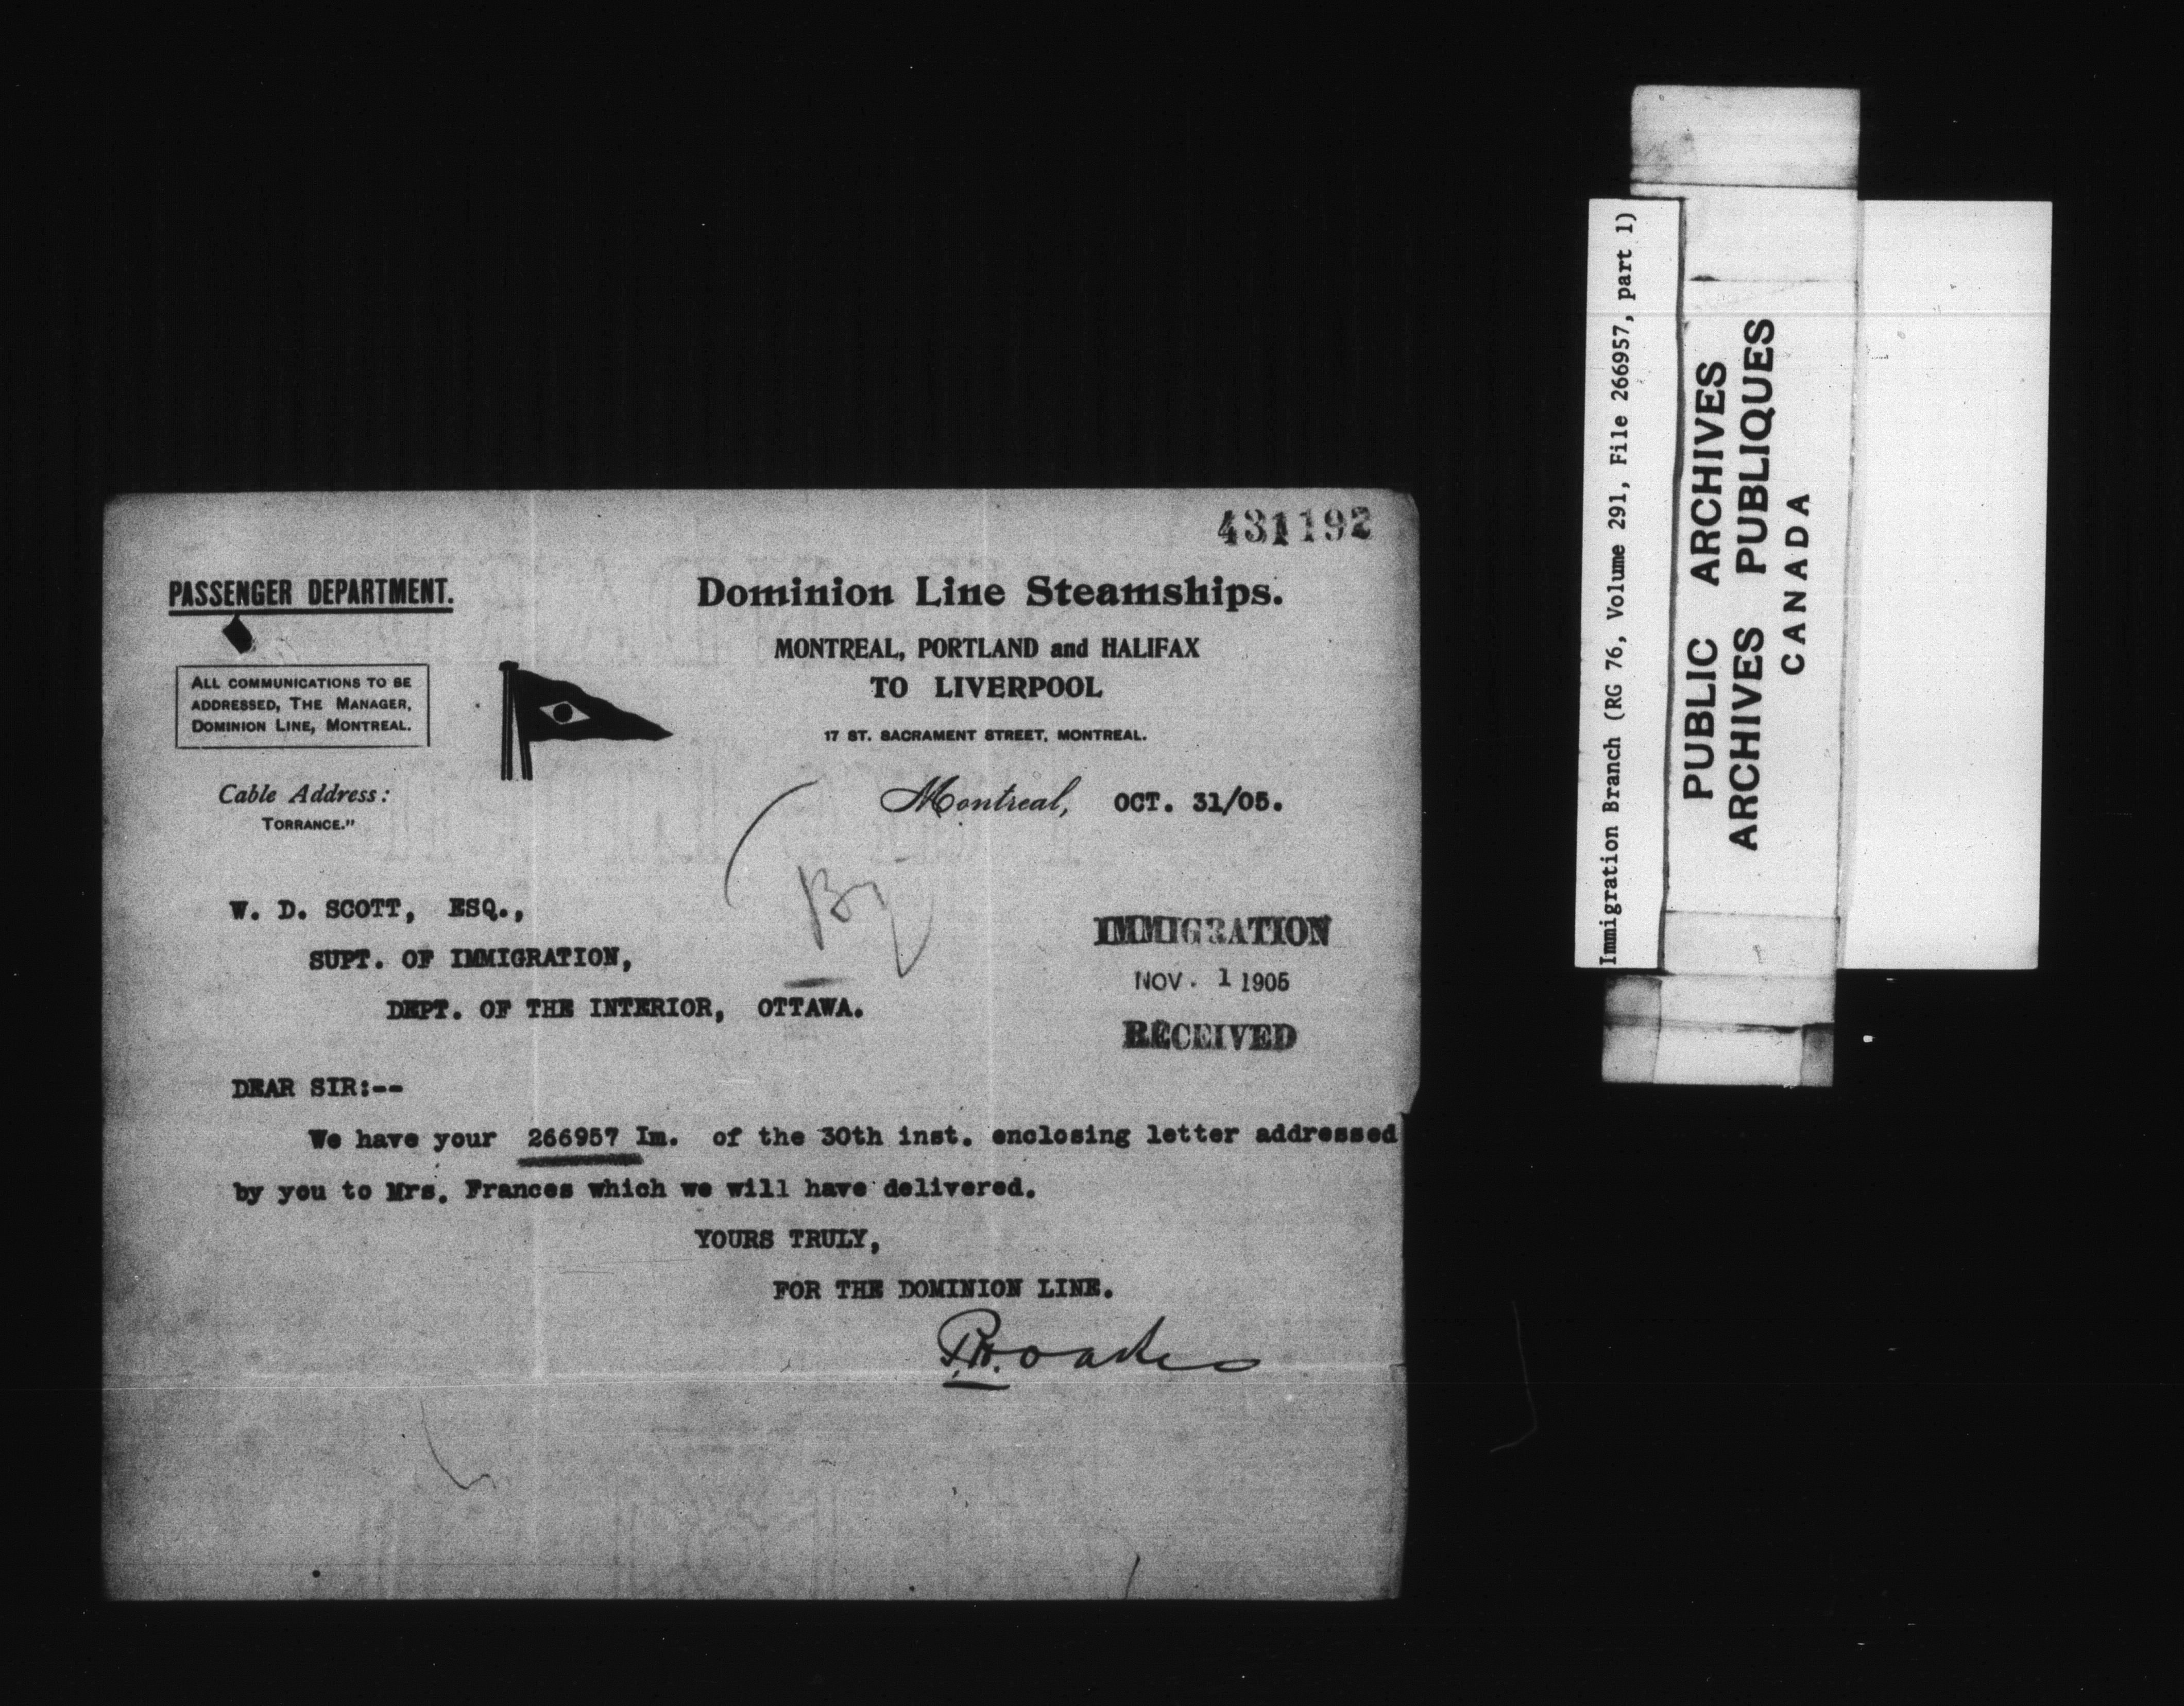 431192
PASSENGER DEPARTMENT.
ALL COMMUNICATIONS TO BE
ADDRESSED, THE MANAGER,
DOMINION LINE, MONTREAL.
Cable Address:
TORRANCE."
Dominion Line Steamships.
MONTREAL, PORTLAND and HALIFAX
TO LIVERPOOL
17 ST. SACRAMENT STREET, MONTREAL.
Montreal, OCT. 31/05.
W. D. SCOTT, ESQ.,
SUPT. OF IMMIGRATION,
DEPT. OF THE INTERIOR, OTTAWA.
IMMIGRATION
NOV. 1 1905
RECEIVED
DEAR SIR:--
We have your 266957 Im. of the 30th inst. enclosing letter addressed
by you to Mrs. Frances which we will have delivered.
YOURS TRULY,
FOR THE DOMINION LINE.
Immigration Branch (RG 76, Volume 291, File 266957, part 1)
PUBLIC ARCHIVES
ARCHIVES PUBLIQUES
CANADA